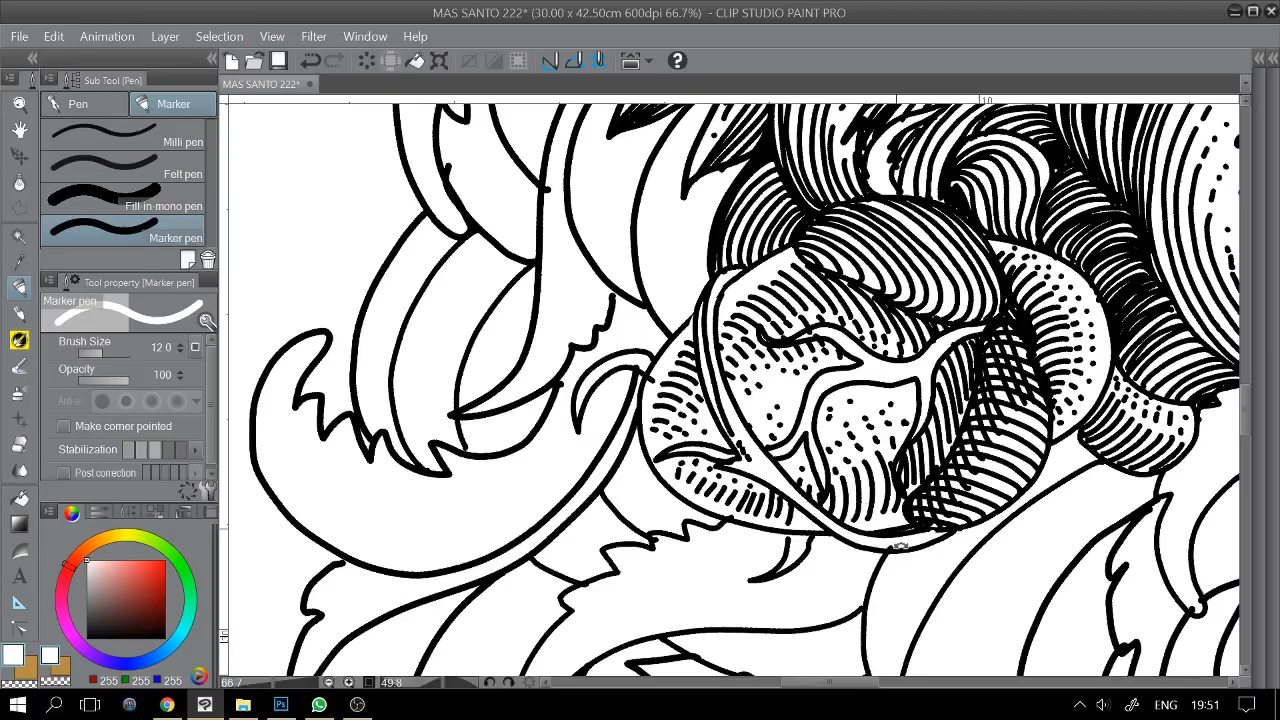 MAS SANTO 222* (30.00 x 42.50cm 600dpi 66.7%) - CLIP STUDIO PAINT PRO
File Edit Animation Layer Selection View Filter Window Help
Sub Tool [Pen]
MAS SANTO 222*
Pen Marker
10
Milli pen
Felt pen
Fill in mono pen
Marker pen
Tool property [Marker pen]
Marker pen
Brush Size 12.0
Opacity 100
Make corner pointed
Stabilization
Post correction
255 255 255
66.7 49.8
ENG 19:51